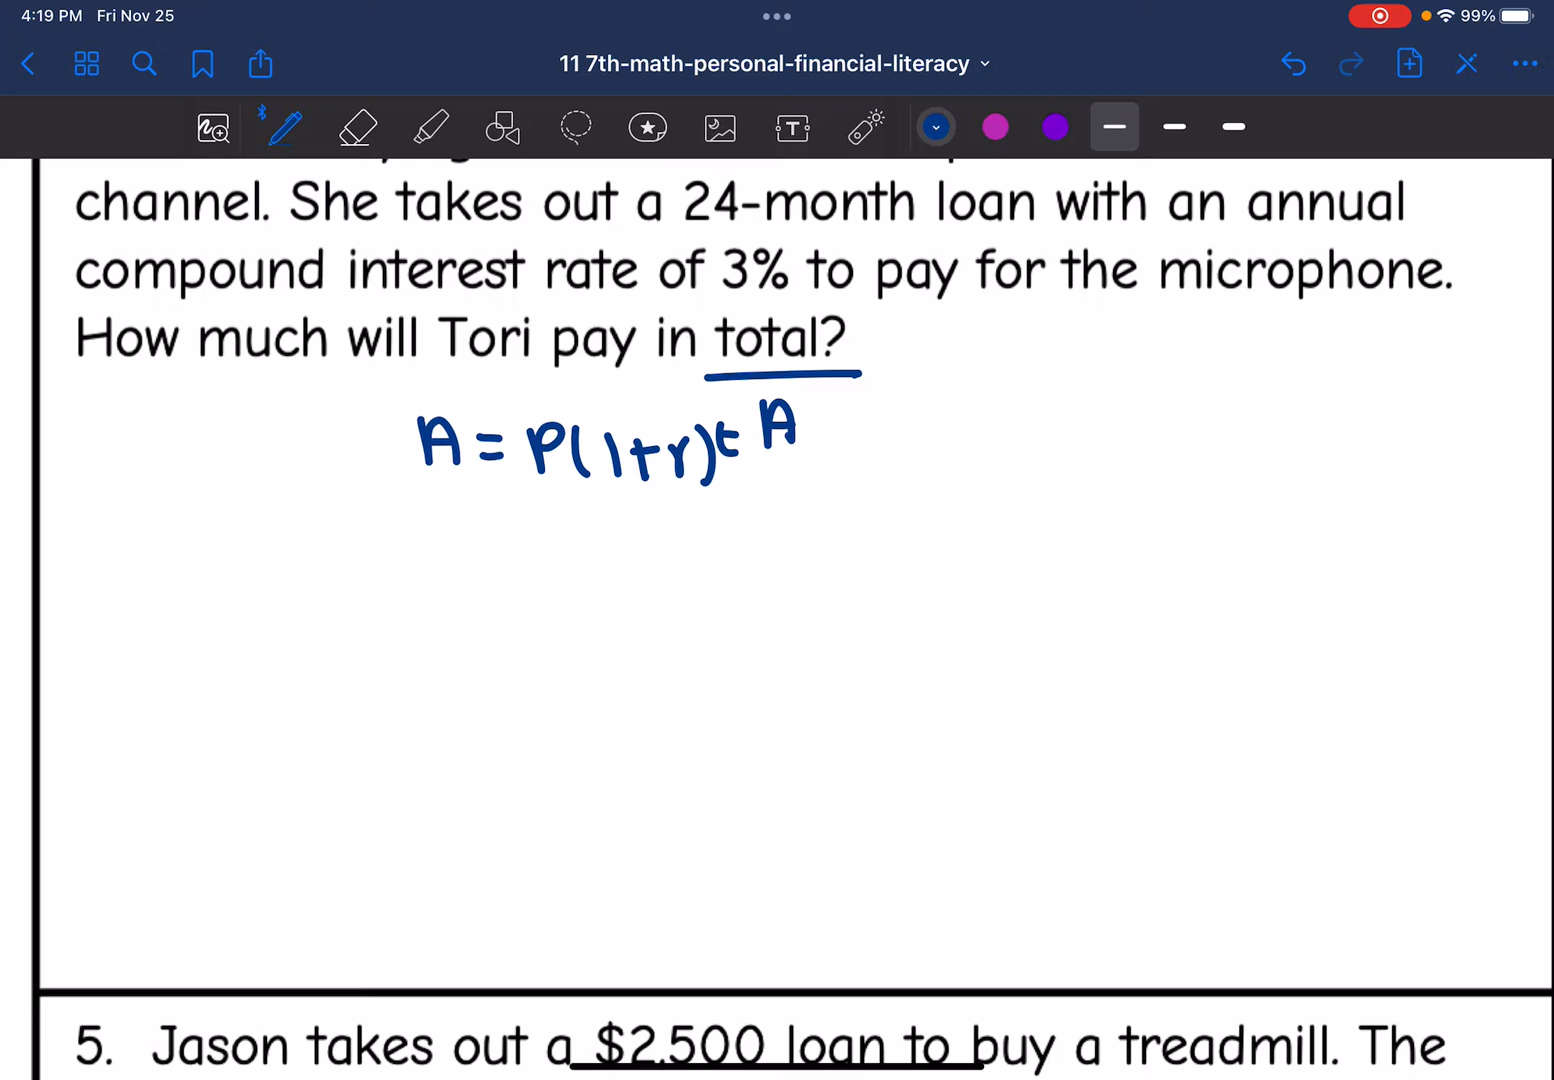 4:19 PM Fri Nov 25
99%
11 7th-math-personal-financial-literacy
channel. She takes out a 24-month loan with an annual
compound interest rate of 3% to pay for the microphone.
How much will Tori pay in total?
A = P(1+r)^t A
5. Jason takes out a $2,500 loan to buy a treadmill. The